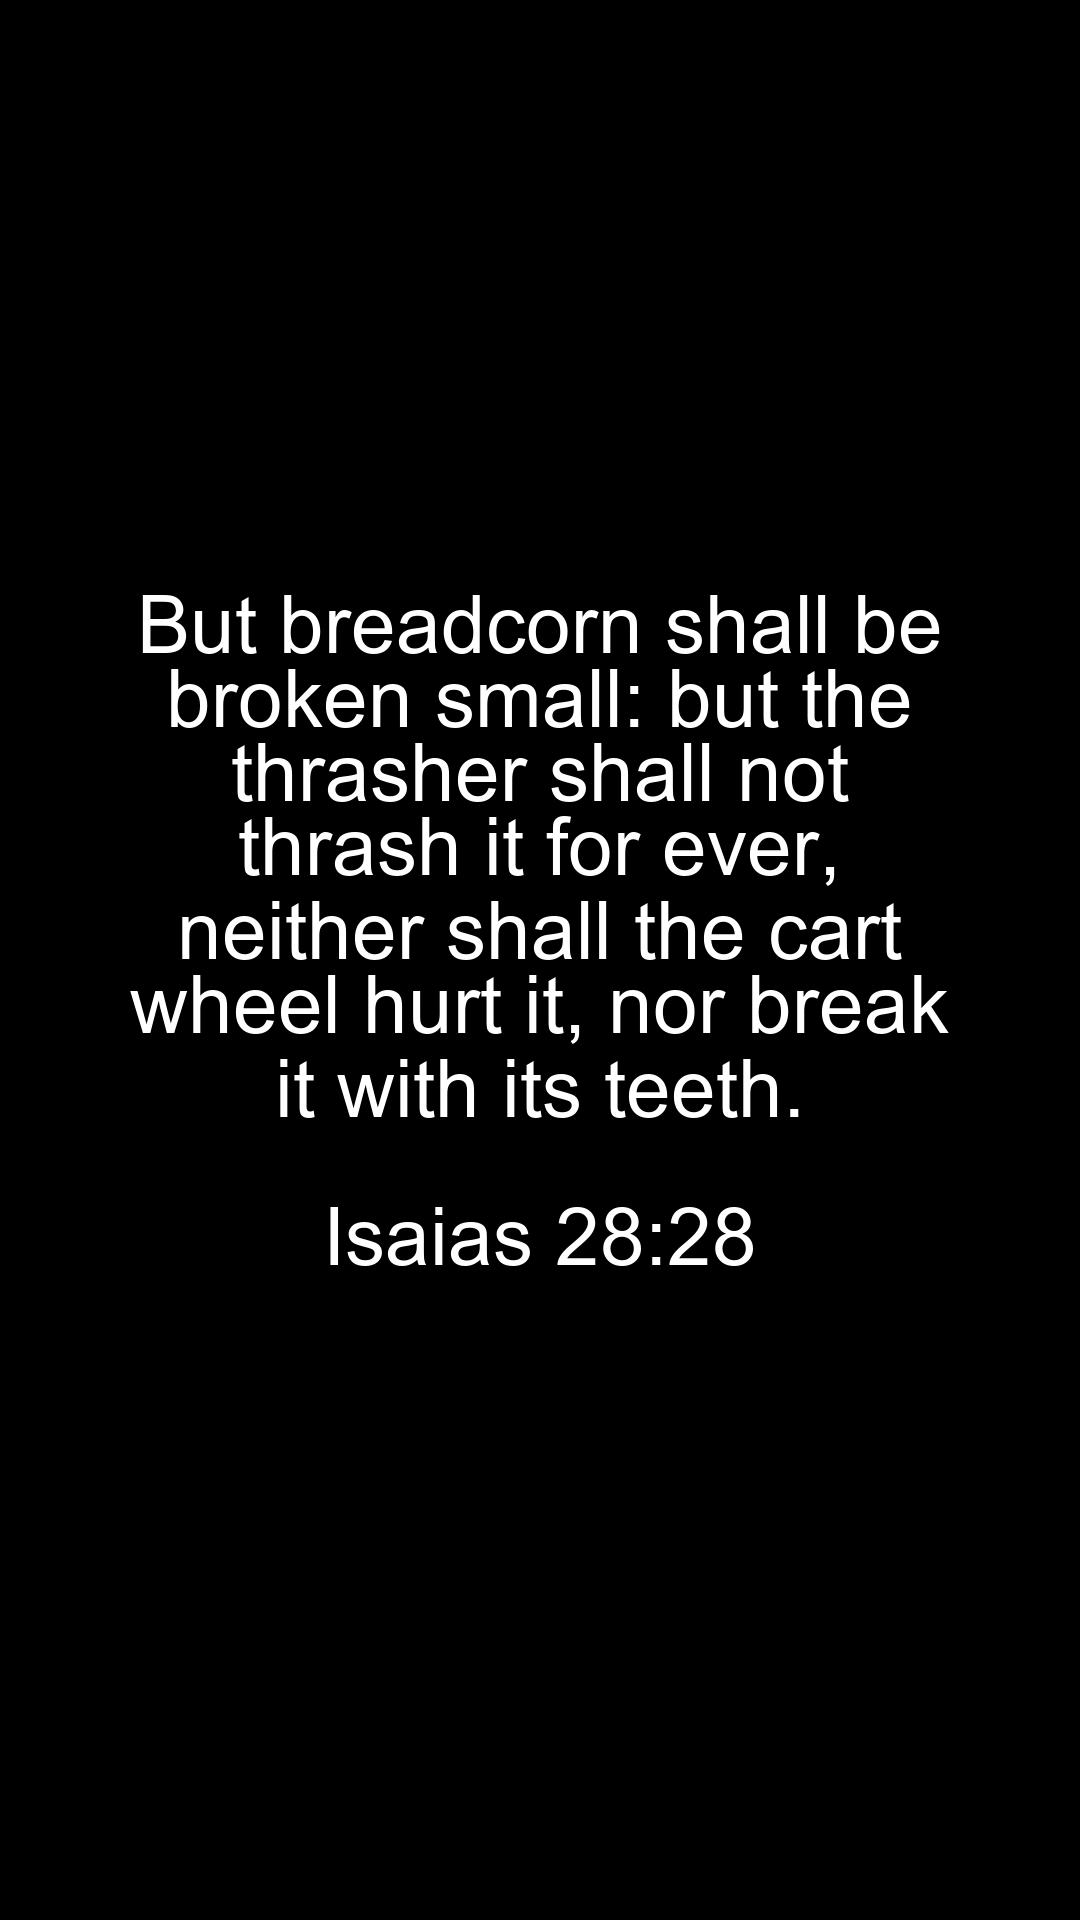 But breadcorn shall be
broken small: but the
thrasher shall not
thrash it for ever,
neither shall the cart
wheel hurt it, nor break
it with its teeth.
Isaias 28:28